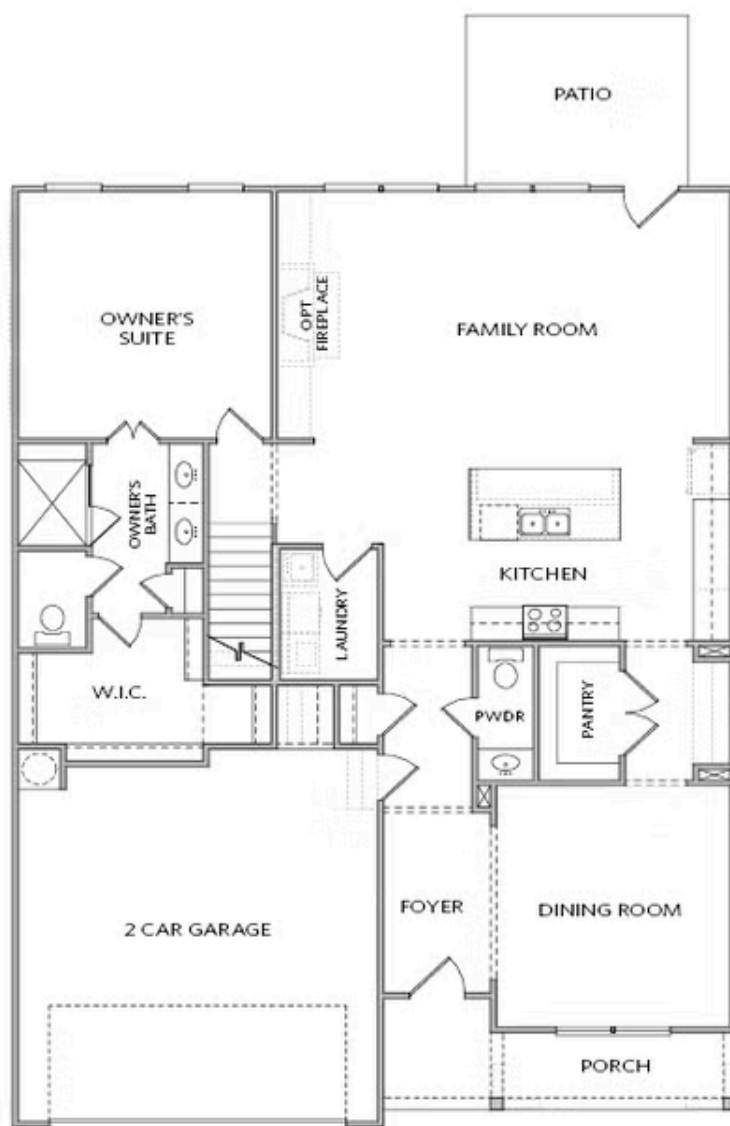 PATIO
OWNER'S
SUITE
OPT
FIREPLACE
FAMILY ROOM
OWNER'S
BATH
KITCHEN
LAUNDRY
W.I.C.
PWDR
PANTRY
FOYER
DINING ROOM
2 CAR GARAGE
PORCH